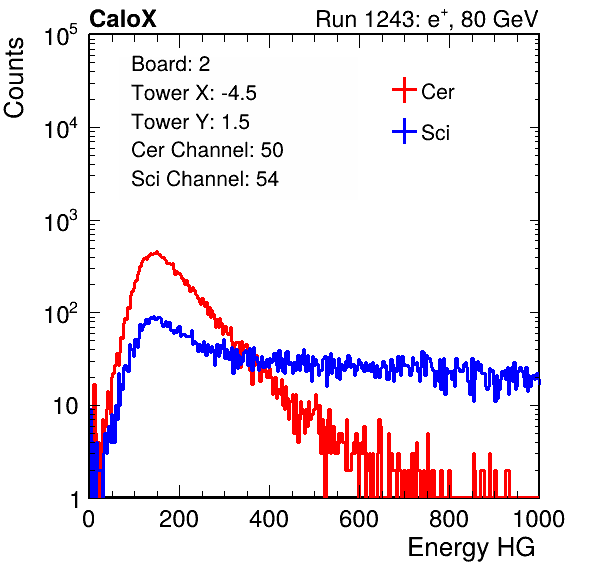 CaloX Run 1243: e⁺, 80 GeV
Counts
10⁵
10⁴
10³
10²
10
1
Board: 2
Tower X: -4.5
Tower Y: 1.5
Cer Channel: 50
Sci Channel: 54
Cer
Sci
0 200 400 600 800 1000
Energy HG